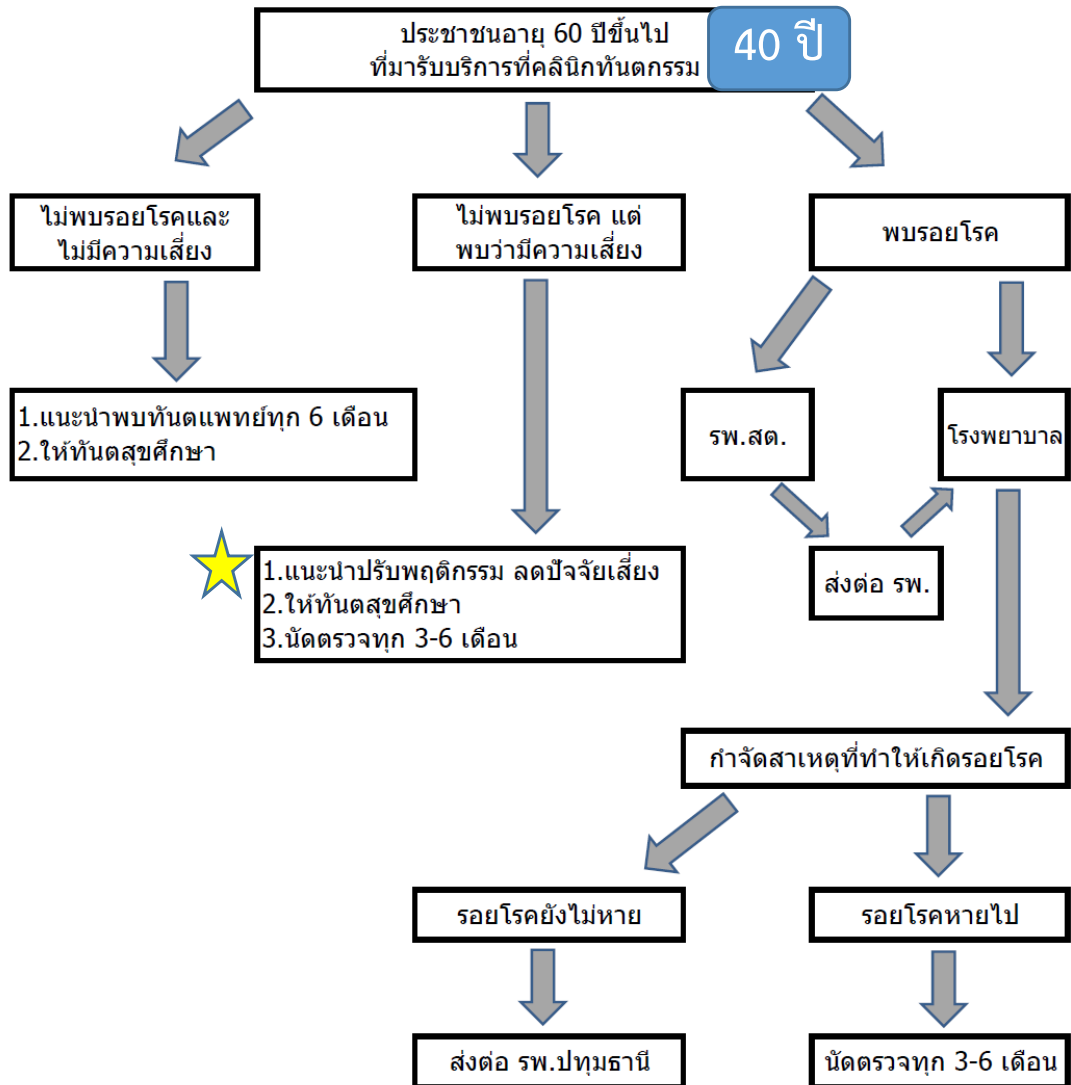 ประชาชนอายุ 60 ปีขึ้นไป
ที่มารับบริการที่คลินิกทันตกรรม
40 ปี
ไม่พบรอยโรคและ
ไม่มีความเสี่ยง
ไม่พบรอยโรค แต่
พบว่ามีความเสี่ยง
พบรอยโรค
1.แนะนำพบทันตแพทย์ทุก 6 เดือน
2.ให้ทันตสุขศึกษา
รพ.สต.
โรงพยาบาล
1.แนะนำปรับพฤติกรรม ลดปัจจัยเสี่ยง
2.ให้ทันตสุขศึกษา
3.นัดตรวจทุก 3-6 เดือน
ส่งต่อ รพ.
กำจัดสาเหตุที่ทำให้เกิดรอยโรค
รอยโรคยังไม่หาย
รอยโรคหายไป
ส่งต่อ รพ.ปทุมธานี
นัดตรวจทุก 3-6 เดือน